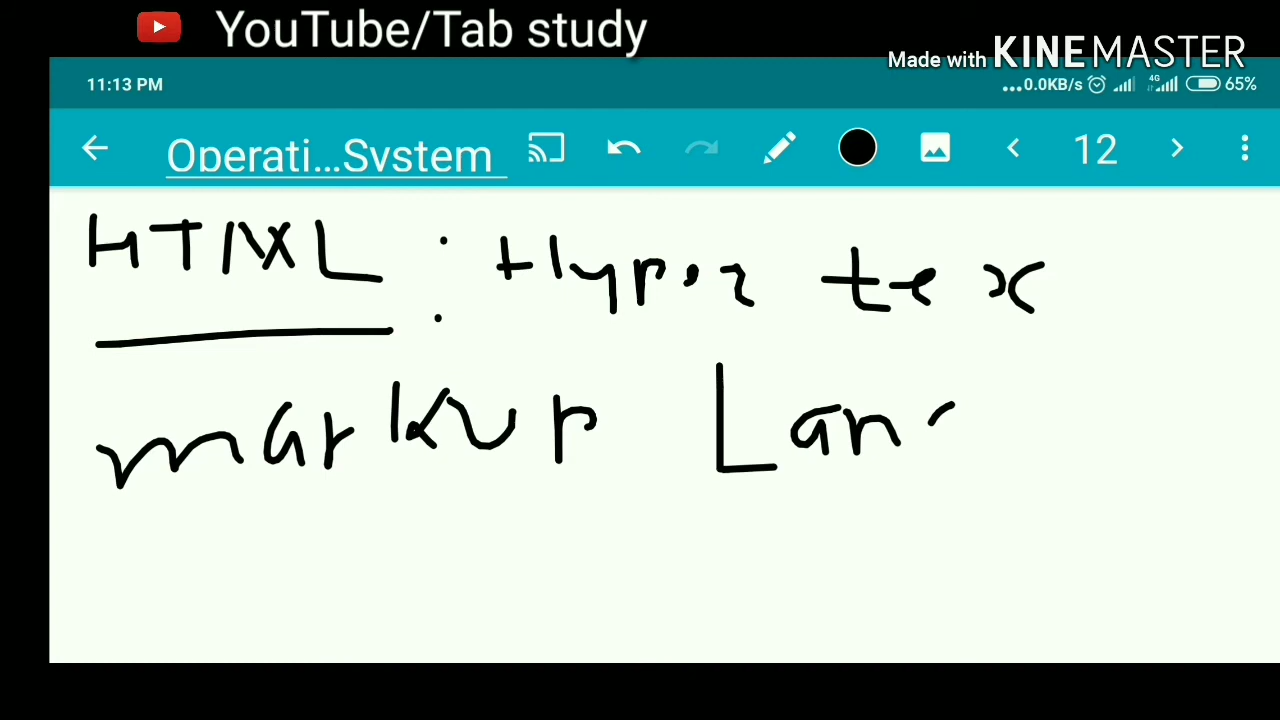 YouTube/Tab study
Made with KINEMASTER
11:13 PM
...0.0KB/s 4G 65%
Operati...System
12
HTML : Hyper tex
markup Lan